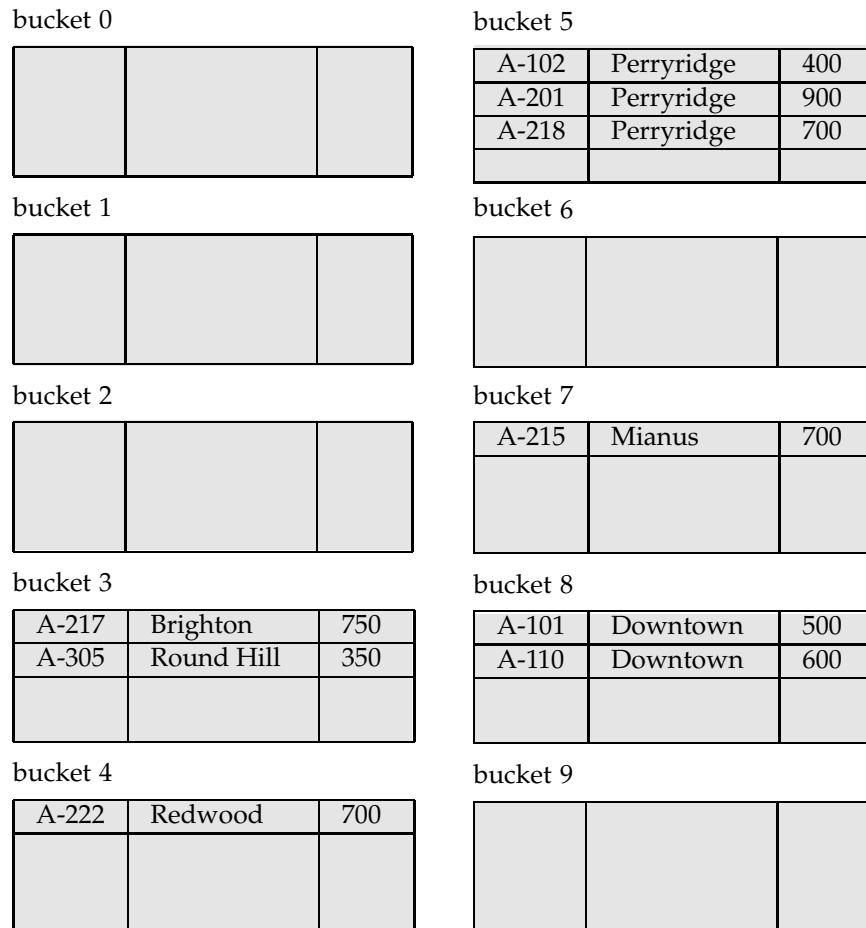 bucket 0
bucket 1
bucket 2
bucket 3
A-217 Brighton 750
A-305 Round Hill 350
bucket 4
A-222 Redwood 700
bucket 5
A-102 Perryridge 400
A-201 Perryridge 900
A-218 Perryridge 700
bucket 6
bucket 7
A-215 Mianus 700
bucket 8
A-101 Downtown 500
A-110 Downtown 600
bucket 9